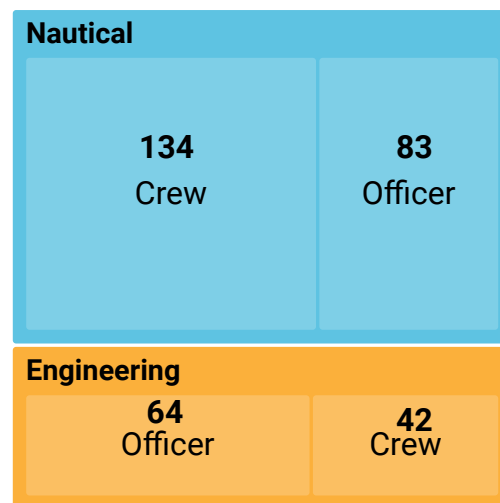 Nautical
134
Crew
83
Officer
Engineering
64
Officer
42
Crew